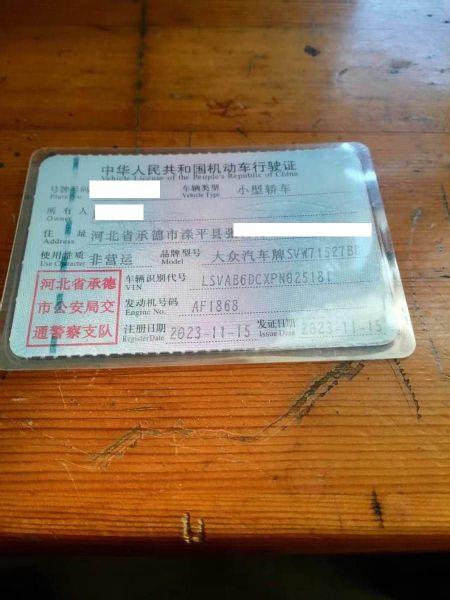 中华人民共和国机动车行驶证
Vehicle License of the People's Republic of China
号牌号码 Plate No. 车辆类型 Vehicle Type 小型轿车
所有人 Owner
住址 Address 河北省承德市滦平县张
使用性质 Use Character 非营运 品牌型号 Model 大众汽车牌SVW71527BE
河北省承德
市公安局交
通警察支队
车辆识别代号 VIN LSVAB6DCXPN025181
发动机号码 Engine No. AF1868
注册日期 Register Date 2023-11-15 发证日期 Issue Date 2023-11-15